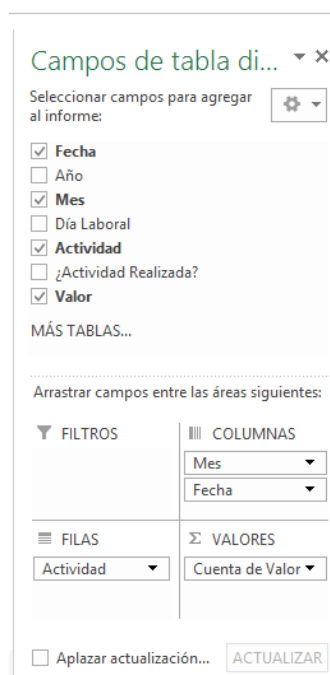 Campos de tabla di...
Seleccionar campos para agregar
al informe:
Fecha
Año
Mes
Día Laboral
Actividad
¿Actividad Realizada?
Valor
MÁS TABLAS...
Arrastrar campos entre las áreas siguientes:
FILTROS
COLUMNAS
Mes
Fecha
FILAS
VALORES
Actividad
Cuenta de Valor
Aplazar actualización...
ACTUALIZAR